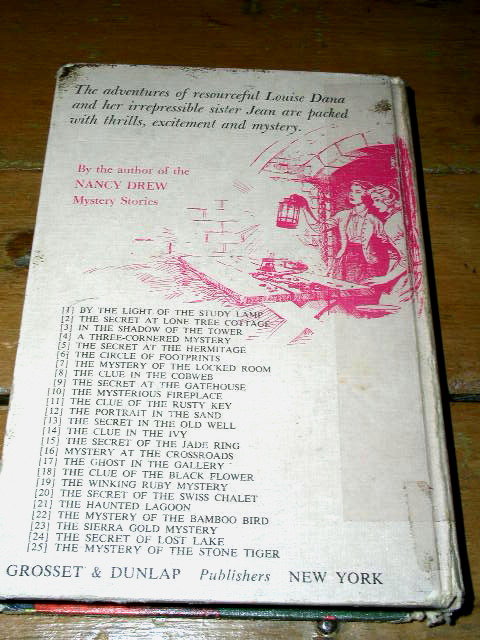 The adventures of resourceful Louise Dana
and her irrepressible sister Jean are packed
with thrills, excitement and mystery.
By the author of the
NANCY DREW
Mystery Stories
[1] BY THE LIGHT OF THE STUDY LAMP
[2] THE SECRET AT LONE TREE COTTAGE
[3] IN THE SHADOW OF THE TOWER
[4] A THREE-CORNERED MYSTERY
[5] THE SECRET AT THE HERMITAGE
[6] THE CIRCLE OF FOOTPRINTS
[7] THE MYSTERY OF THE LOCKED ROOM
[8] THE CLUE IN THE COBWEB
[9] THE SECRET AT THE GATEHOUSE
[10] THE MYSTERIOUS FIREPLACE
[11] THE CLUE OF THE RUSTY KEY
[12] THE PORTRAIT IN THE SAND
[13] THE SECRET IN THE OLD WELL
[14] THE CLUE IN THE IVY
[15] THE SECRET OF THE JADE RING
[16] MYSTERY AT THE CROSSROADS
[17] THE GHOST IN THE GALLERY
[18] THE CLUE OF THE BLACK FLOWER
[19] THE WINKING RUBY MYSTERY
[20] THE SECRET OF THE SWISS CHALET
[21] THE HAUNTED LAGOON
[22] THE MYSTERY OF THE BAMBOO BIRD
[23] THE SIERRA GOLD MYSTERY
[24] THE SECRET OF LOST LAKE
[25] THE MYSTERY OF THE STONE TIGER
GROSSET & DUNLAP Publishers NEW YORK